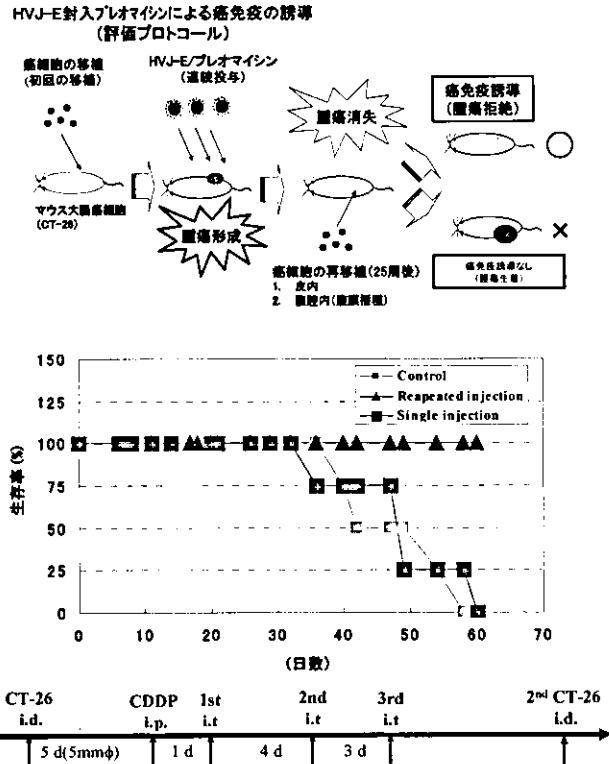 HVJ-E封入ブレオマイシンによる癌免疫の誘導
(評価プロトコール)
癌細胞の移植
(初回の移植)
HVJ-E/ブレオマイシン
(連続投与)
腫瘍消失
癌免疫誘導
(腫瘍拒絶)
マウス大腸癌細胞
(CT-26)
腫瘍形成
癌細胞の再移植(25周後)
1. 皮内
2. 腹腔内(腹膜播種)
癌免疫誘導なし
(腫瘍生着)
150
125
100
75
50
25
0
生存率(%)
Control
Reapeated injection
Single injection
0 10 20 30 40 50 60 70
(日数)
CT-26 CDDP 1st 2nd 3rd 2nd CT-26
i.d. i.p. i.t i.t i.t i.d.
5 d(5mmφ) 1 d 4 d 3 d